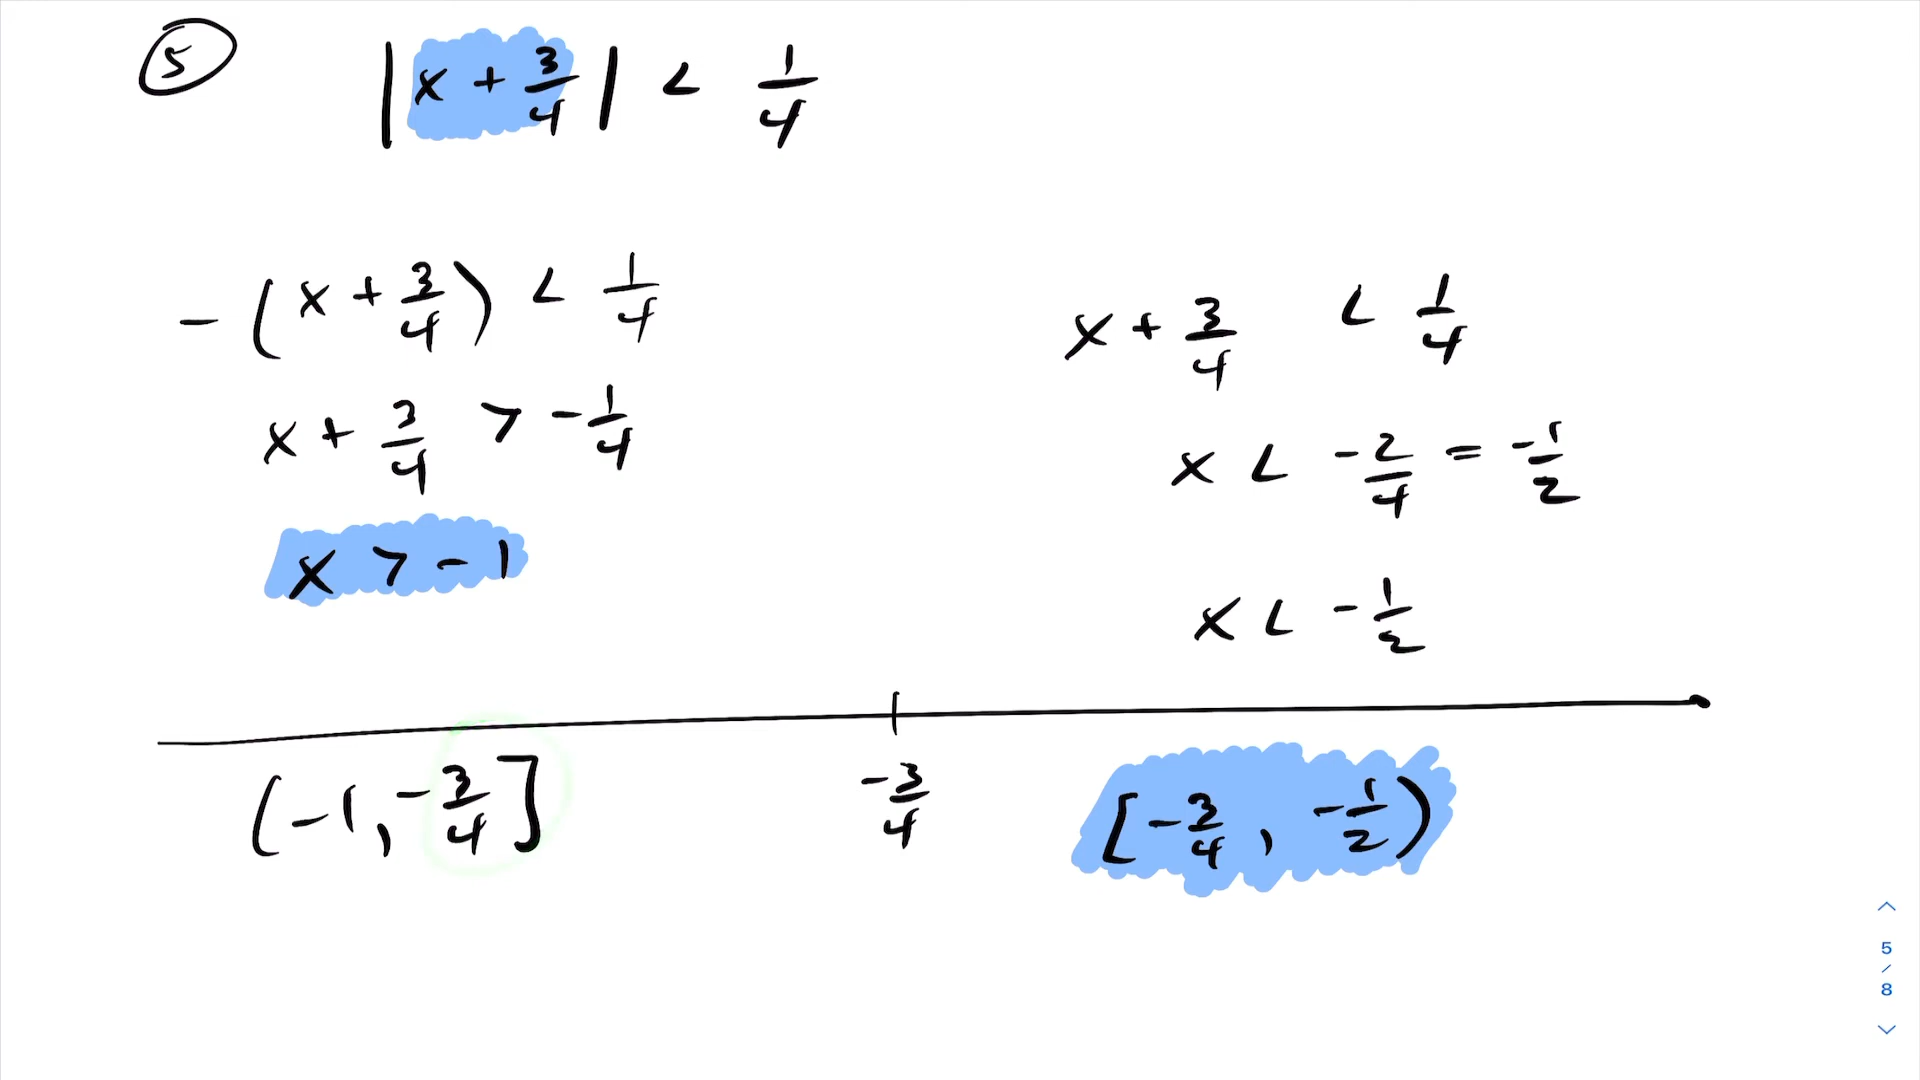 5
|x + 3/4| < 1/4
-(x + 3/4) < 1/4
x + 3/4 > -1/4
x > -1
x + 3/4 < 1/4
x < -2/4 = -1/2
x < -1/2
(-1, -3/4]
-3/4
[-3/4, -1/2)
5
/
8